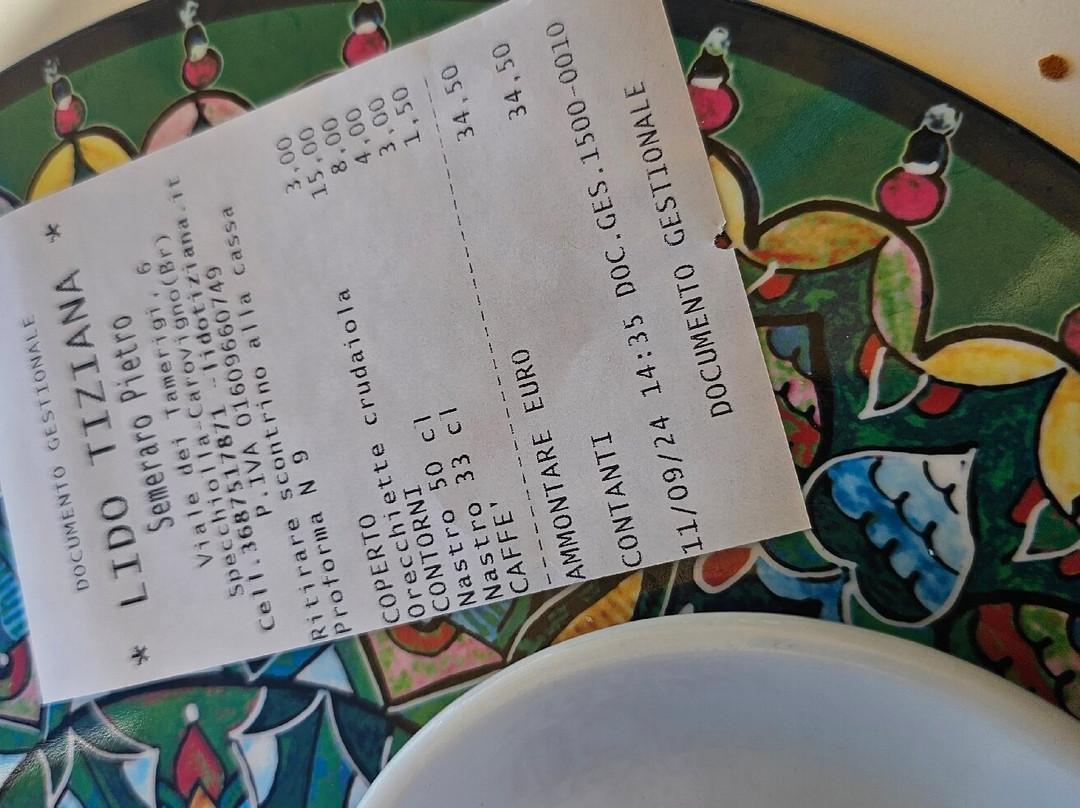 DOCUMENTO GESTIONALE
* LIDO TIZIANA *
Semeraro Pietro
Viale dei Tamerigi, 6
Specchiolla-Carovigno(Br)
cell.3687517871 -lidotiziana.it
P.IVA 01609660749
Ritirare scontrino alla cassa
Proforma N 9
COPERTO 3,00
Orecchiette crudaiola 15,00
CONTORNI 8,00
Nastro 50 cl 4,00
Nastro 33 cl 3,00
CAFFE' 1,50
AMMONTARE EURO 34,50
CONTANTI 34,50
11/09/24 14:35 DOC.GES.1500-0010
DOCUMENTO GESTIONALE